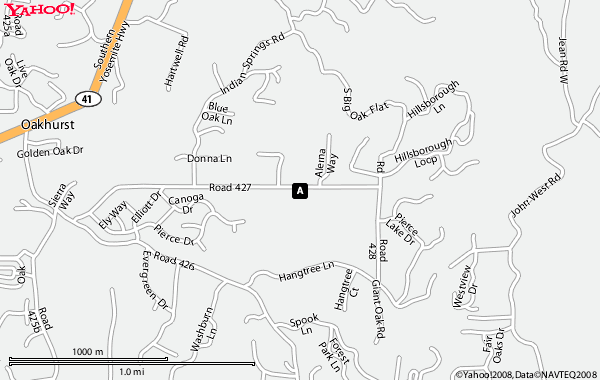 YAHOO!
Road
425a
Southern
Yosemite Hwy
Hartwell Rd
Indian Springs Rd
Jean Rd W
Live
Oak Dr
41
Oakhurst
Blue
Oak Ln
S Big
Oak Flat
Rd
Hillsborough
Ln
Golden Oak Dr
Donna Ln
Alema
Way
Hillsborough
Loop
Sierra
Way
Road 427
A
John West Rd
Ely Way
Elliott Dr
Canoga
Dr
Pierce Dr
Pierce
Lake Dr
Road 426
Road
428
Oak
Evergreen Dr
Hangtree Ln
Hangtree
Ct
Giant Oak Rd
Westview
Dr
Road
425b
Washburn
Ln
Spook
Ln
Forest
Park Ln
Fair
Oaks Dr
1000 m
1.0 mi
©Yahoo!2008,Data©NAVTEQ2008